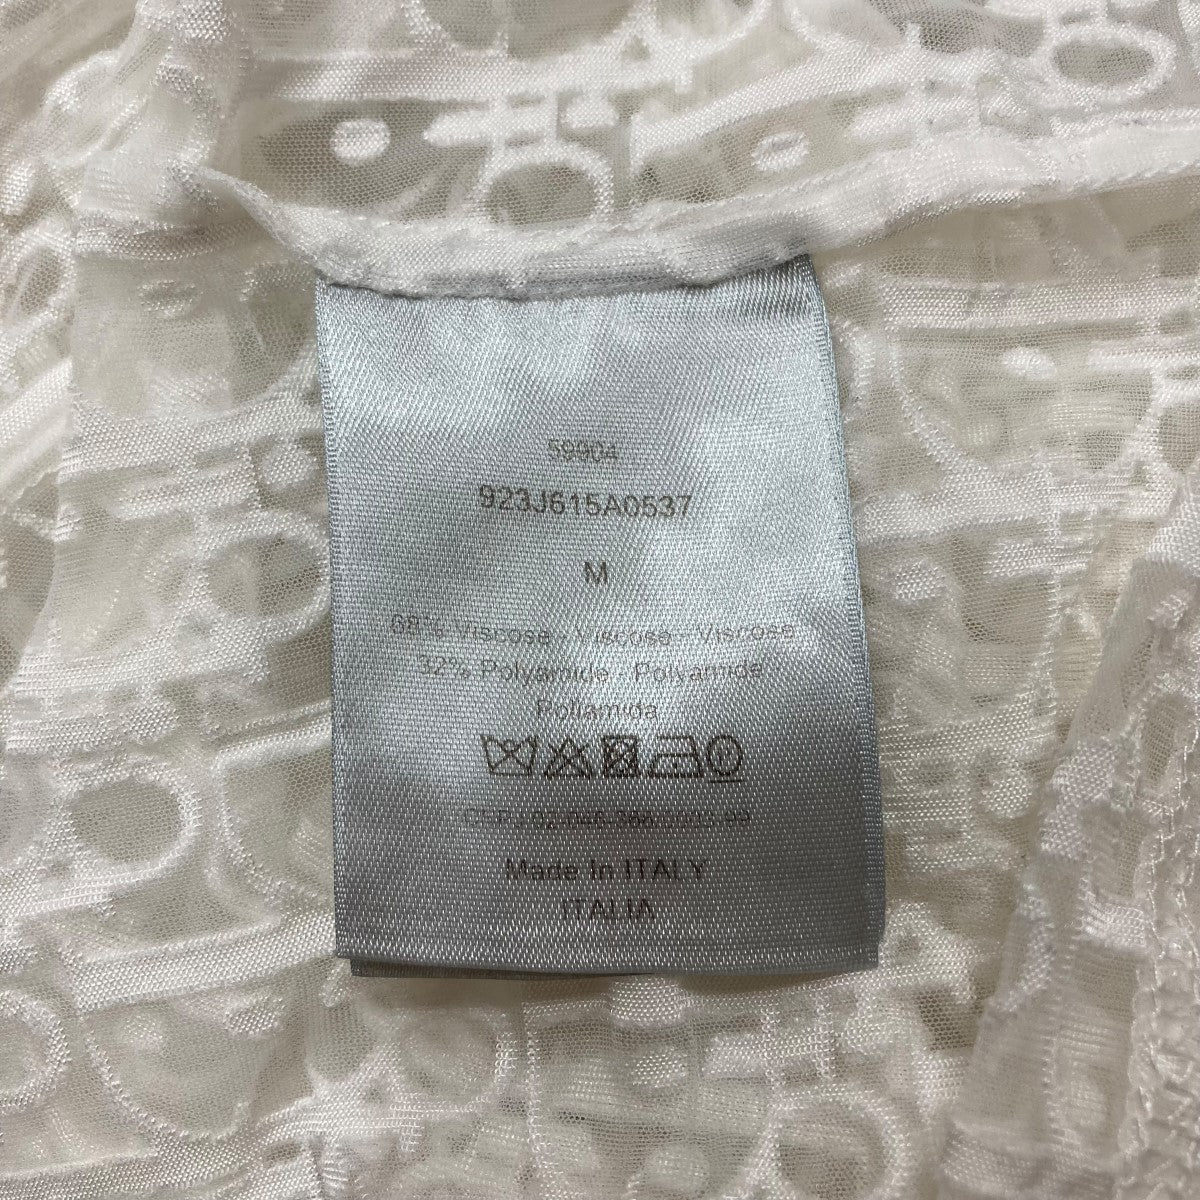 59904
923J615A0537
M
68% Viscose - Viscose - Viscose
32% Polyamide - Polyamide
Poliamida
Made In ITALY
ITALIA